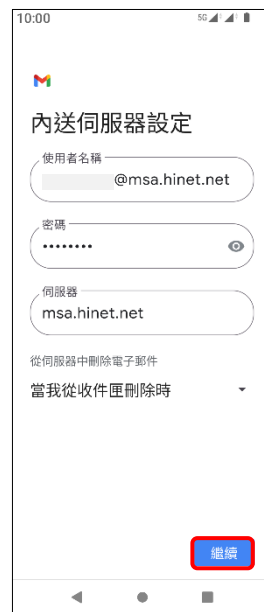 10:00 5G
內送伺服器設定
使用者名稱
@msa.hinet.net
密碼
••••••••
伺服器
msa.hinet.net
從伺服器中刪除電子郵件
當我從收件匣刪除時
繼續